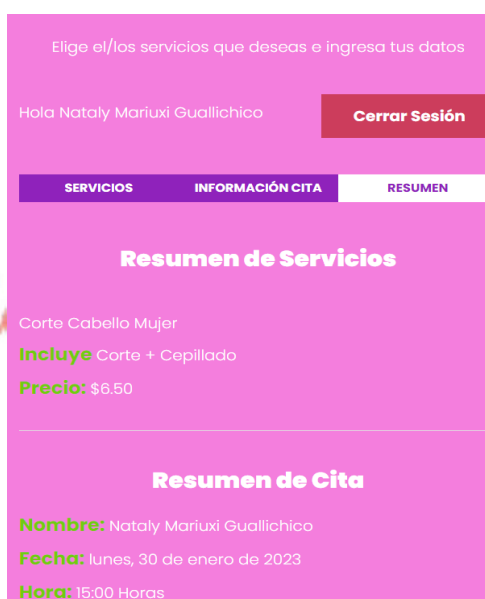 Elige el/los servicios que deseas e ingresa tus datos
Hola Nataly Mariuxi Guallichico
Cerrar Sesión
SERVICIOS INFORMACIÓN CITA RESUMEN
Resumen de Servicios
Corte Cabello Mujer
Incluye Corte + Cepillado
Precio: $6.50
Resumen de Cita
Nombre: Nataly Mariuxi Guallichico
Fecha: lunes, 30 de enero de 2023
Hora: 15:00 Horas